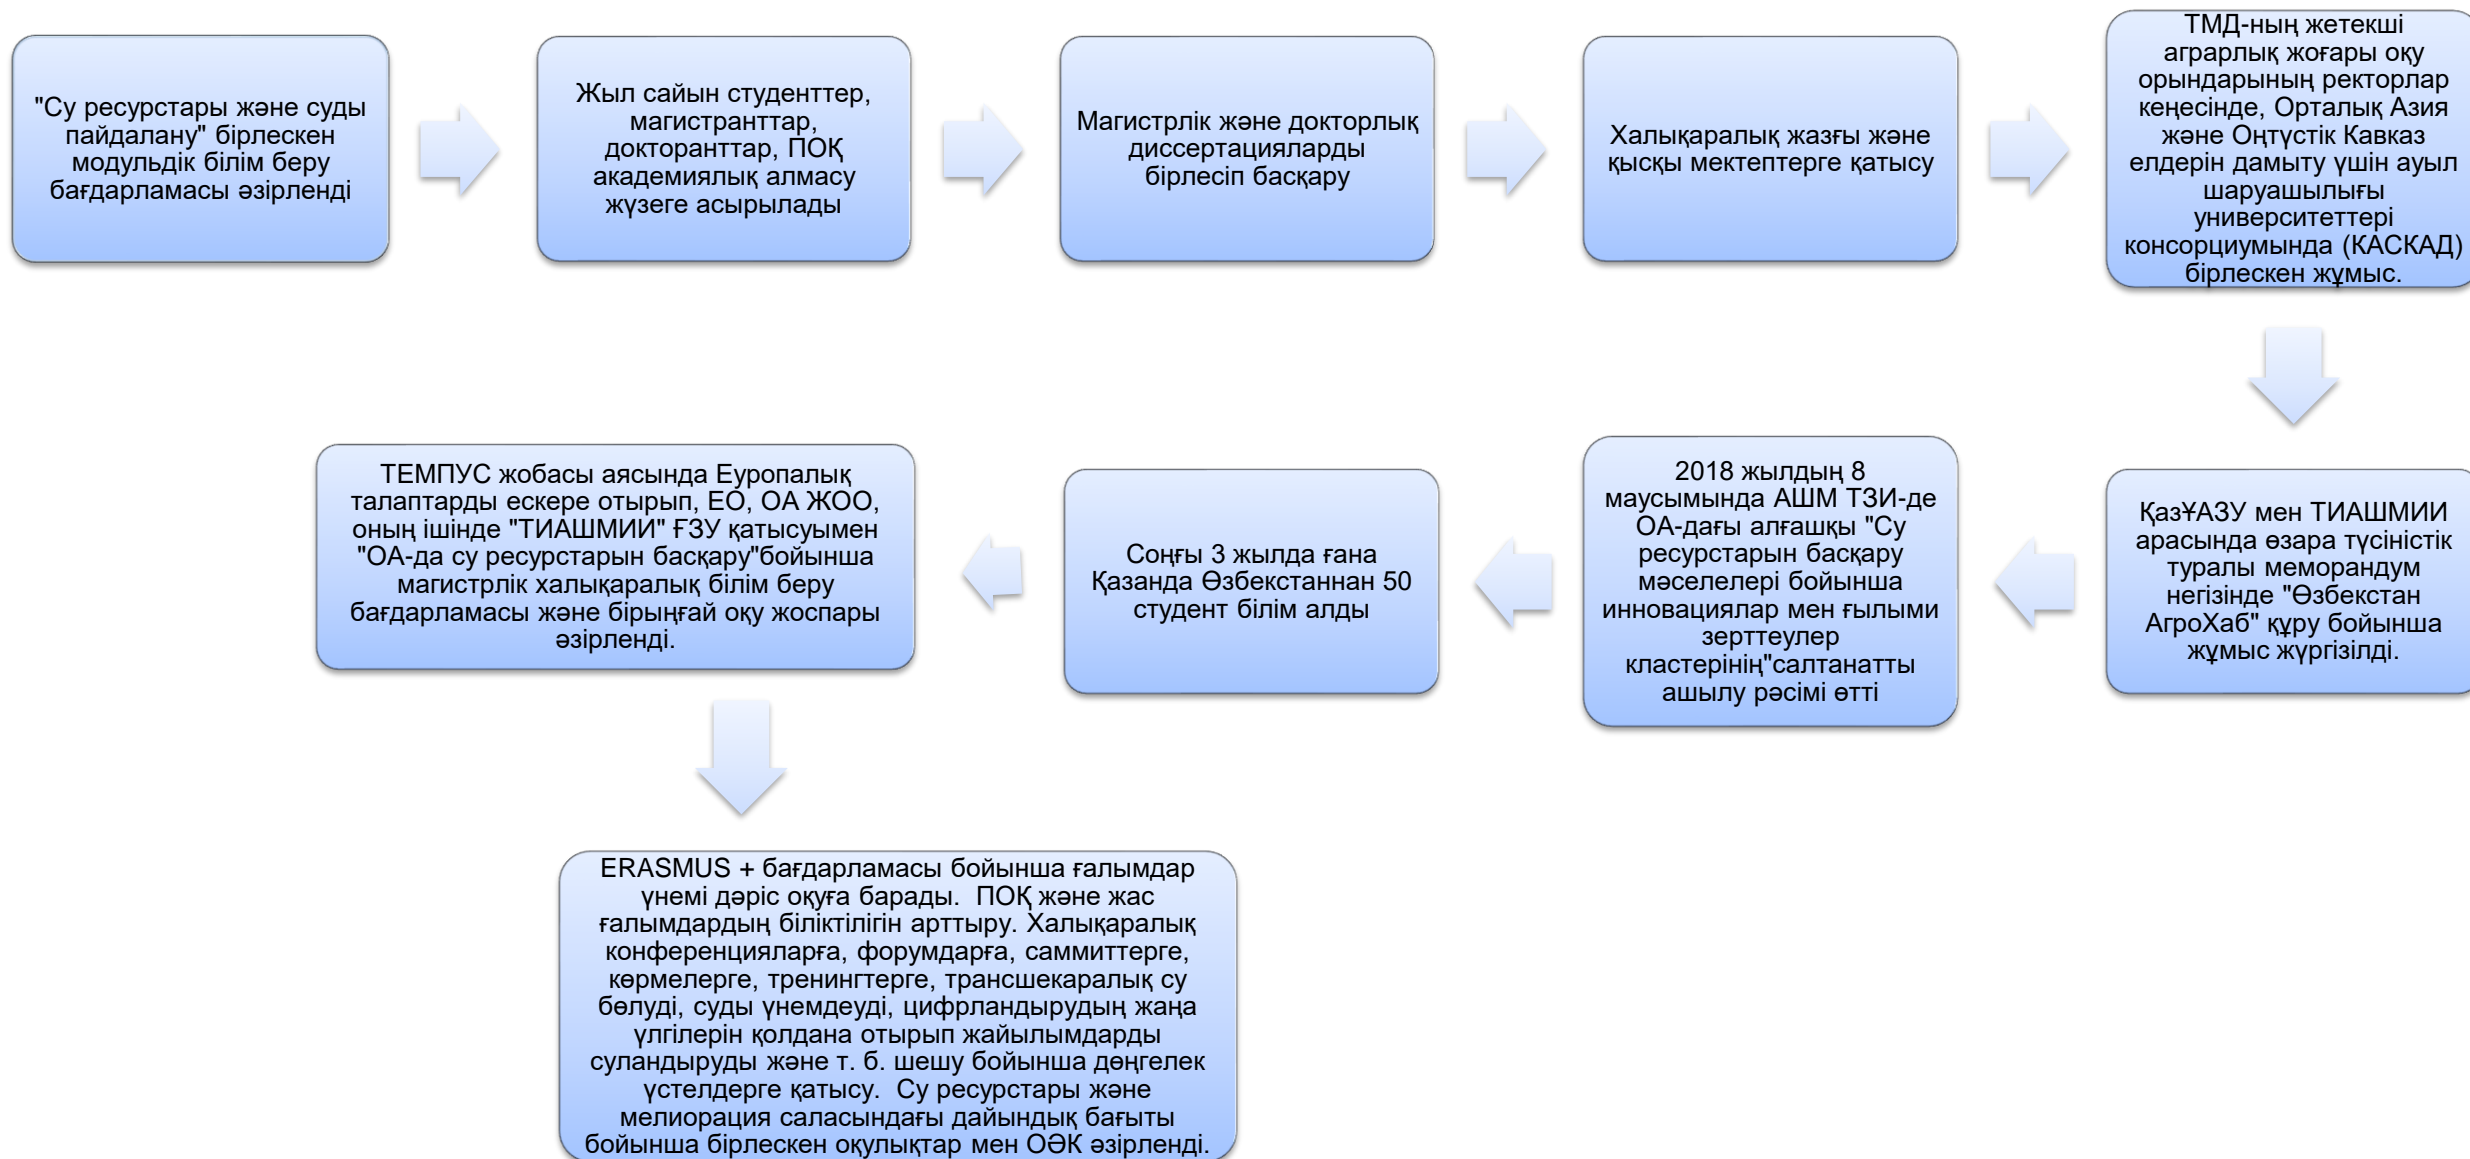 "Су ресурстары және суды
пайдалану" бірлескен
модульдік білім беру
бағдарламасы әзірленді
Жыл сайын студенттер,
магистранттар,
докторанттар, ПОҚ
академиялық алмасу
жүзеге асырылады
Магистрлік және докторлық
диссертацияларды
бірлесіп басқару
Халықаралық жазғы және
қысқы мектептерге қатысу
ТМД-ның жетекші
аграрлық жоғары оқу
орындарының ректорлар
кеңесінде, Орталық Азия
және Оңтүстік Кавказ
елдерін дамыту үшін ауыл
шаруашылығы
университеттері
консорциумында (КАСКАД)
бірлескен жұмыс.
ҚазҰАЗУ мен ТИАШМИИ
арасында өзара түсіністік
туралы меморандум
негізінде "Өзбекстан
АгроХаб" құру бойынша
жұмыс жүргізілді.
2018 жылдың 8
маусымында АШМ ТЗИ-де
ОА-дағы алғашқы "Су
ресурстарын басқару
мәселелері бойынша
инновациялар мен ғылыми
зерттеулер
кластерінің"салтанатты
ашылу рәсімі өтті
Соңғы 3 жылда ғана
Қазанда Өзбекстаннан 50
студент білім алды
ТЕМПУС жобасы аясында Еуропалық
талаптарды ескере отырып, ЕО, ОА ЖОО,
оның ішінде "ТИАШМИИ" ҒЗУ қатысуымен
"ОА-да су ресурстарын басқару"бойынша
магистрлік халықаралық білім беру
бағдарламасы және бірыңғай оқу жоспары
әзірленді.
ERASMUS + бағдарламасы бойынша ғалымдар
үнемі дәріс оқуға барады.  ПОҚ және жас
ғалымдардың біліктілігін арттыру. Халықаралық
конференцияларға, форумдарға, саммиттерге,
көрмелерге, тренингтерге, трансшекаралық су
бөлуді, суды үнемдеуді, цифрландырудың жаңа
үлгілерін қолдана отырып жайылымдарды
суландыруды және т. б. шешу бойынша дөңгелек
үстелдерге қатысу.  Су ресурстары және
мелиорация саласындағы дайындық бағыты
бойынша бірлескен оқулықтар мен ОӘК әзірленді.